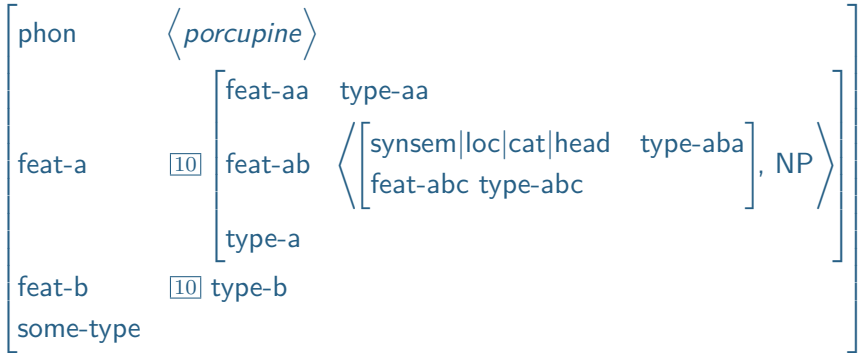 phon ⟨porcupine⟩
feat-aa type-aa
feat-a 10 feat-ab ⟨[synsem|loc|cat|head type-aba
feat-abc type-abc], NP⟩
type-a
feat-b 10 type-b
some-type